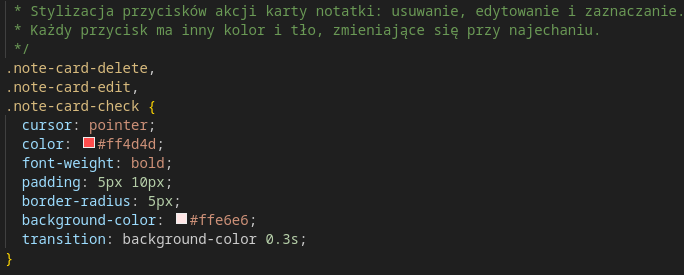 * Stylizacja przycisków akcji karty notatki: usuwanie, edytowanie i zaznaczanie.
* Każdy przycisk ma inny kolor i tło, zmieniające się przy najechaniu.
*/
.note-card-delete,
.note-card-edit,
.note-card-check {
  cursor: pointer;
  color: #ff4d4d;
  font-weight: bold;
  padding: 5px 10px;
  border-radius: 5px;
  background-color: #ffe6e6;
  transition: background-color 0.3s;
}